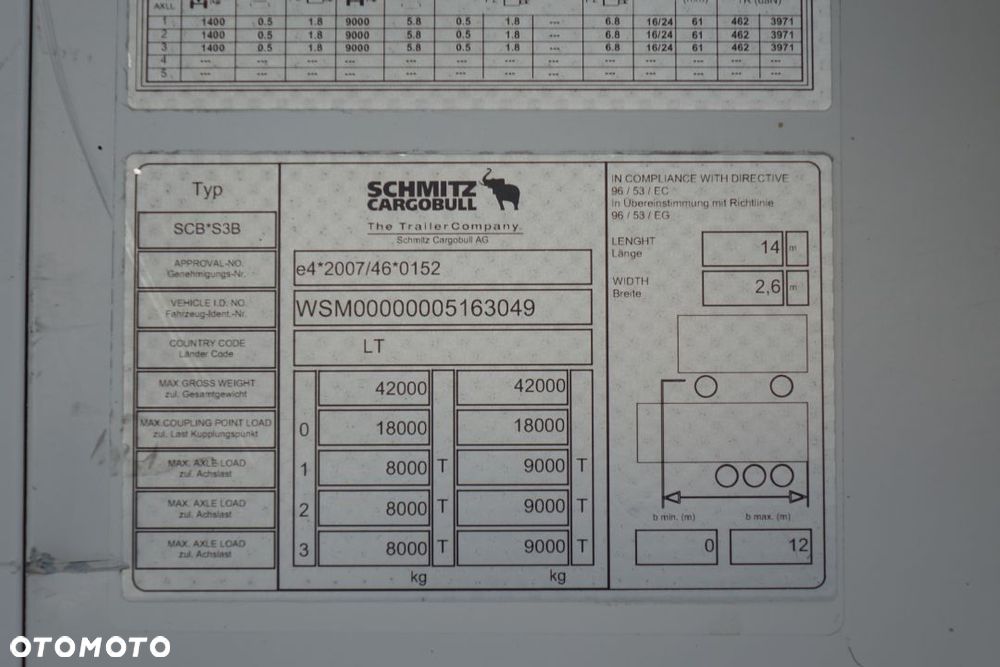 AXLL
1 1400 0.5 1.8 9000 5.8 0.5 1.8 --- 6.8 16/24 61 462 3971
2 1400 0.5 1.8 9000 5.8 0.5 1.8 --- 6.8 16/24 61 462 3971
3 1400 0.5 1.8 9000 5.8 0.5 1.8 --- 6.8 16/24 61 462 3971
4 --- --- --- --- --- --- --- --- --- --- --- --- ---
5 --- --- --- --- --- --- --- --- --- --- --- --- ---
Typ
SCB*S3B
SCHMITZ
CARGOBULL
The TrailerCompany.
Schmitz Cargobull AG
APPROVAL-NO.
Genehmigungs-Nr.
e4*2007/46*0152
VEHICLE I.D. NO.
Fahrzeug-Ident.-Nr.
WSM00000005163049
COUNTRY CODE
Länder Code
LT
MAX.GROSS WEIGHT
zul. Gesamtgewicht
42000 42000
MAX.COUPLING POINT LOAD
zul. Last Kupplungspunkt
0 18000 18000
MAX. AXLE LOAD
zul. Achslast
1 8000 T 9000 T
MAX. AXLE LOAD
zul. Achslast
2 8000 T 9000 T
MAX. AXLE LOAD
zul. Achslast
3 8000 T 9000 T
kg kg
IN COMPLIANCE WITH DIRECTIVE
96 / 53 / EC
In Übereinstimmung mit Richtlinie
96 / 53 / EG
LENGHT
Länge
14 m
WIDTH
Breite
2,6 m
b min. (m) b max. (m)
0 12
OTOMOTO